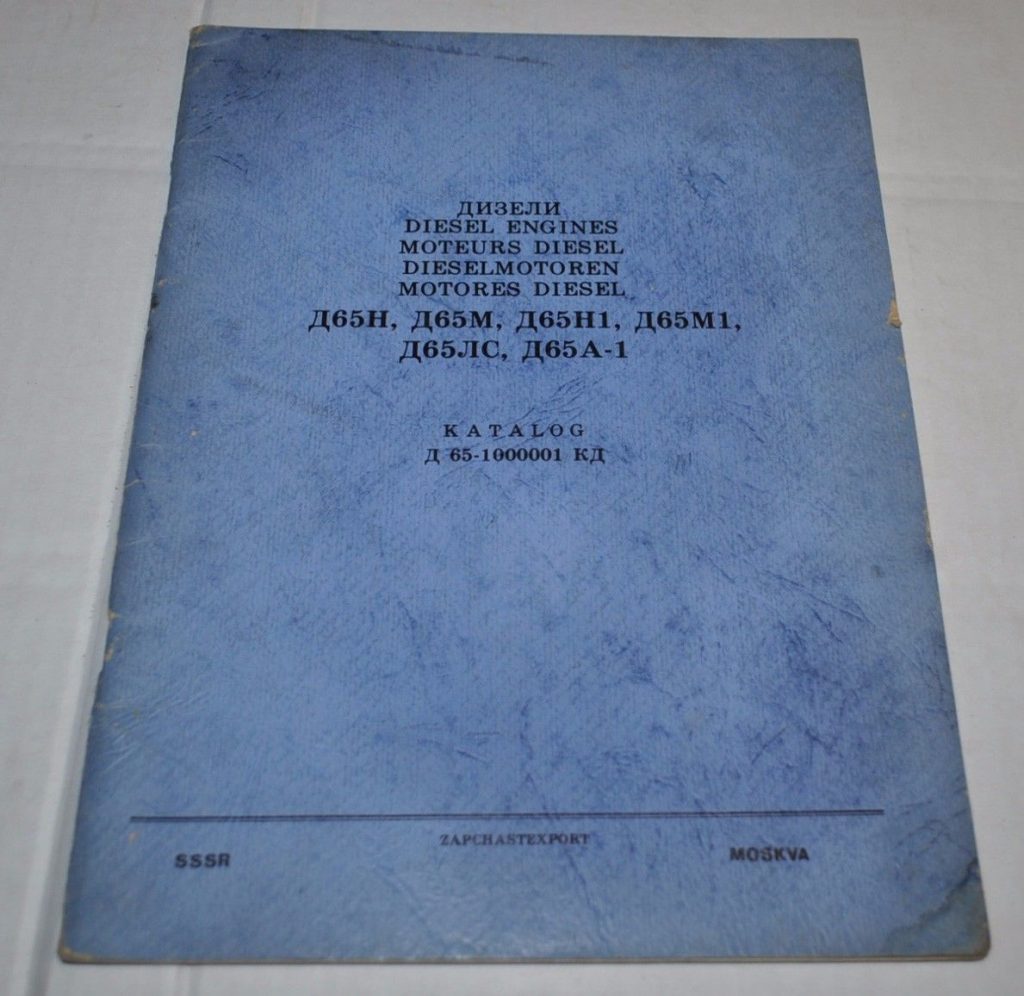 ДИЗЕЛИ
DIESEL ENGINES
MOTEURS DIESEL
DIESELMOTOREN
MOTORES DIESEL
Д65Н, Д65М, Д65Н1, Д65М1,
Д65ЛС, Д65А-1
KATALOG
Д 65-1000001 КД
ZAPCHASTEXPORT
SSSR MOSKVA